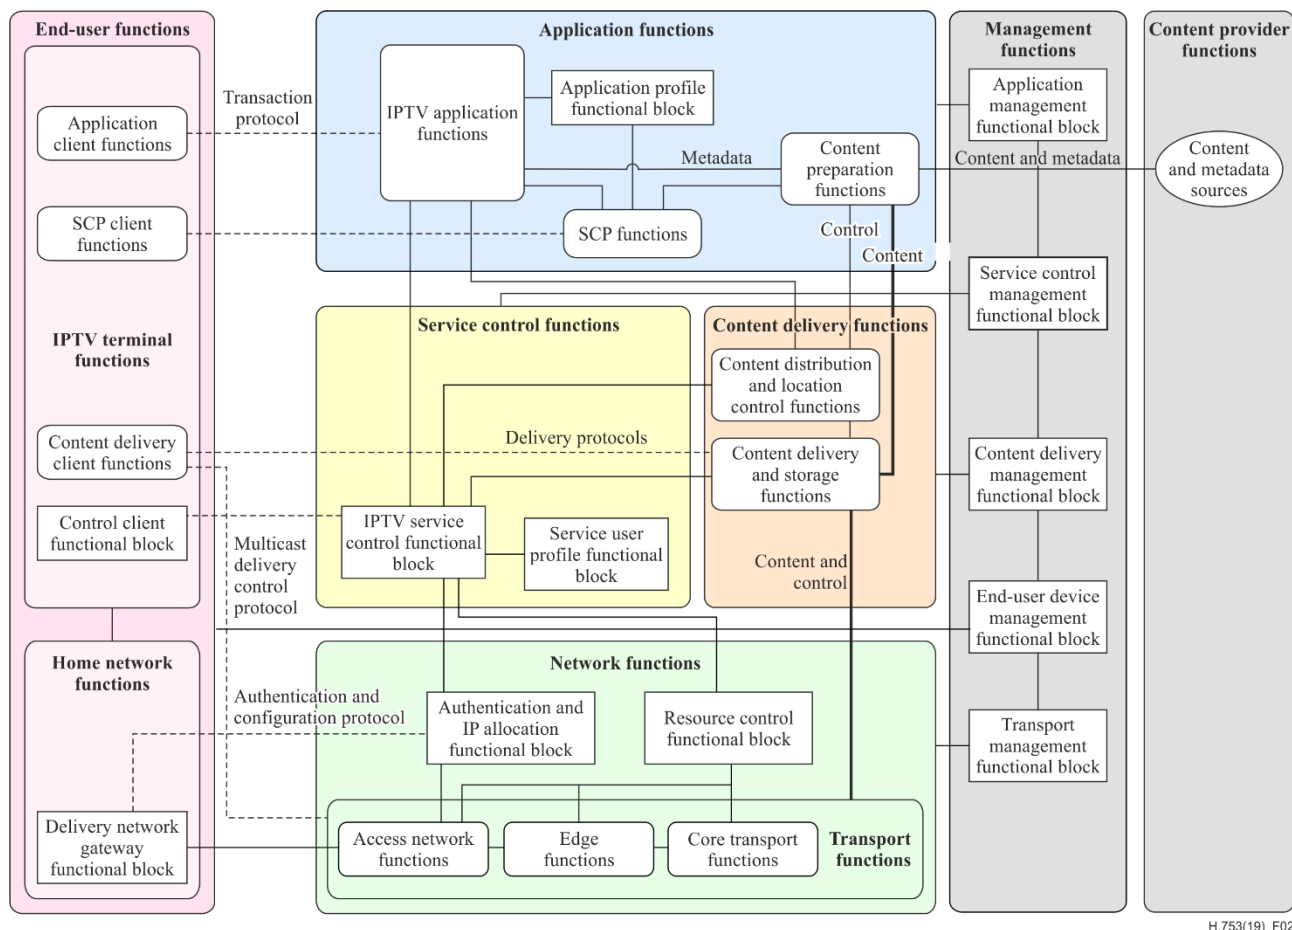 End-user functions
Application
client functions
SCP client
functions
IPTV terminal
functions
Content delivery
client functions
Control client
functional block
Home network
functions
Delivery network
gateway
functional block
Transaction
protocol
Multicast
delivery
control
protocol
Authentication and
configuration protocol
Application functions
IPTV application
functions
Application profile
functional block
Metadata
Content
preparation
functions
SCP functions
Control
Content
Service control functions
Delivery protocols
IPTV service
control functional
block
Service user
profile functional
block
Content delivery functions
Content distribution
and location
control functions
Content delivery
and storage
functions
Content and
control
Network functions
Authentication and
IP allocation
functional block
Resource control
functional block
Access network
functions
Edge
functions
Core transport
functions
Transport
functions
Management
functions
Application
management
functional block
Content and metadata
Service control
management
functional block
Content delivery
management
functional block
End-user device
management
functional block
Transport
management
functional block
Content provider
functions
Content
and metadata
sources
H.753(19)_F02